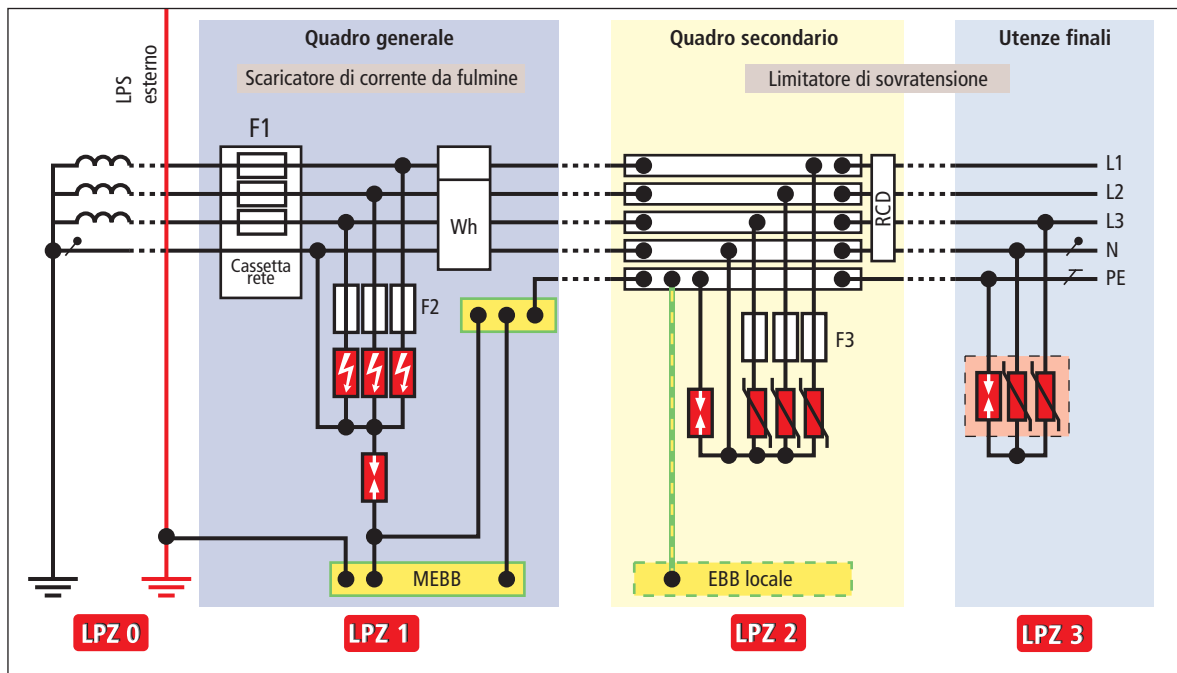 Quadro generale
Quadro secondario
Utenze finali
Scaricatore di corrente da fulmine
Limitatore di sovratensione
LPS
esterno
F1
L1
L2
L3
N
PE
Wh
RCD
Cassetta
rete
F2
F3
MEBB
EBB locale
LPZ 0
LPZ 1
LPZ 2
LPZ 3